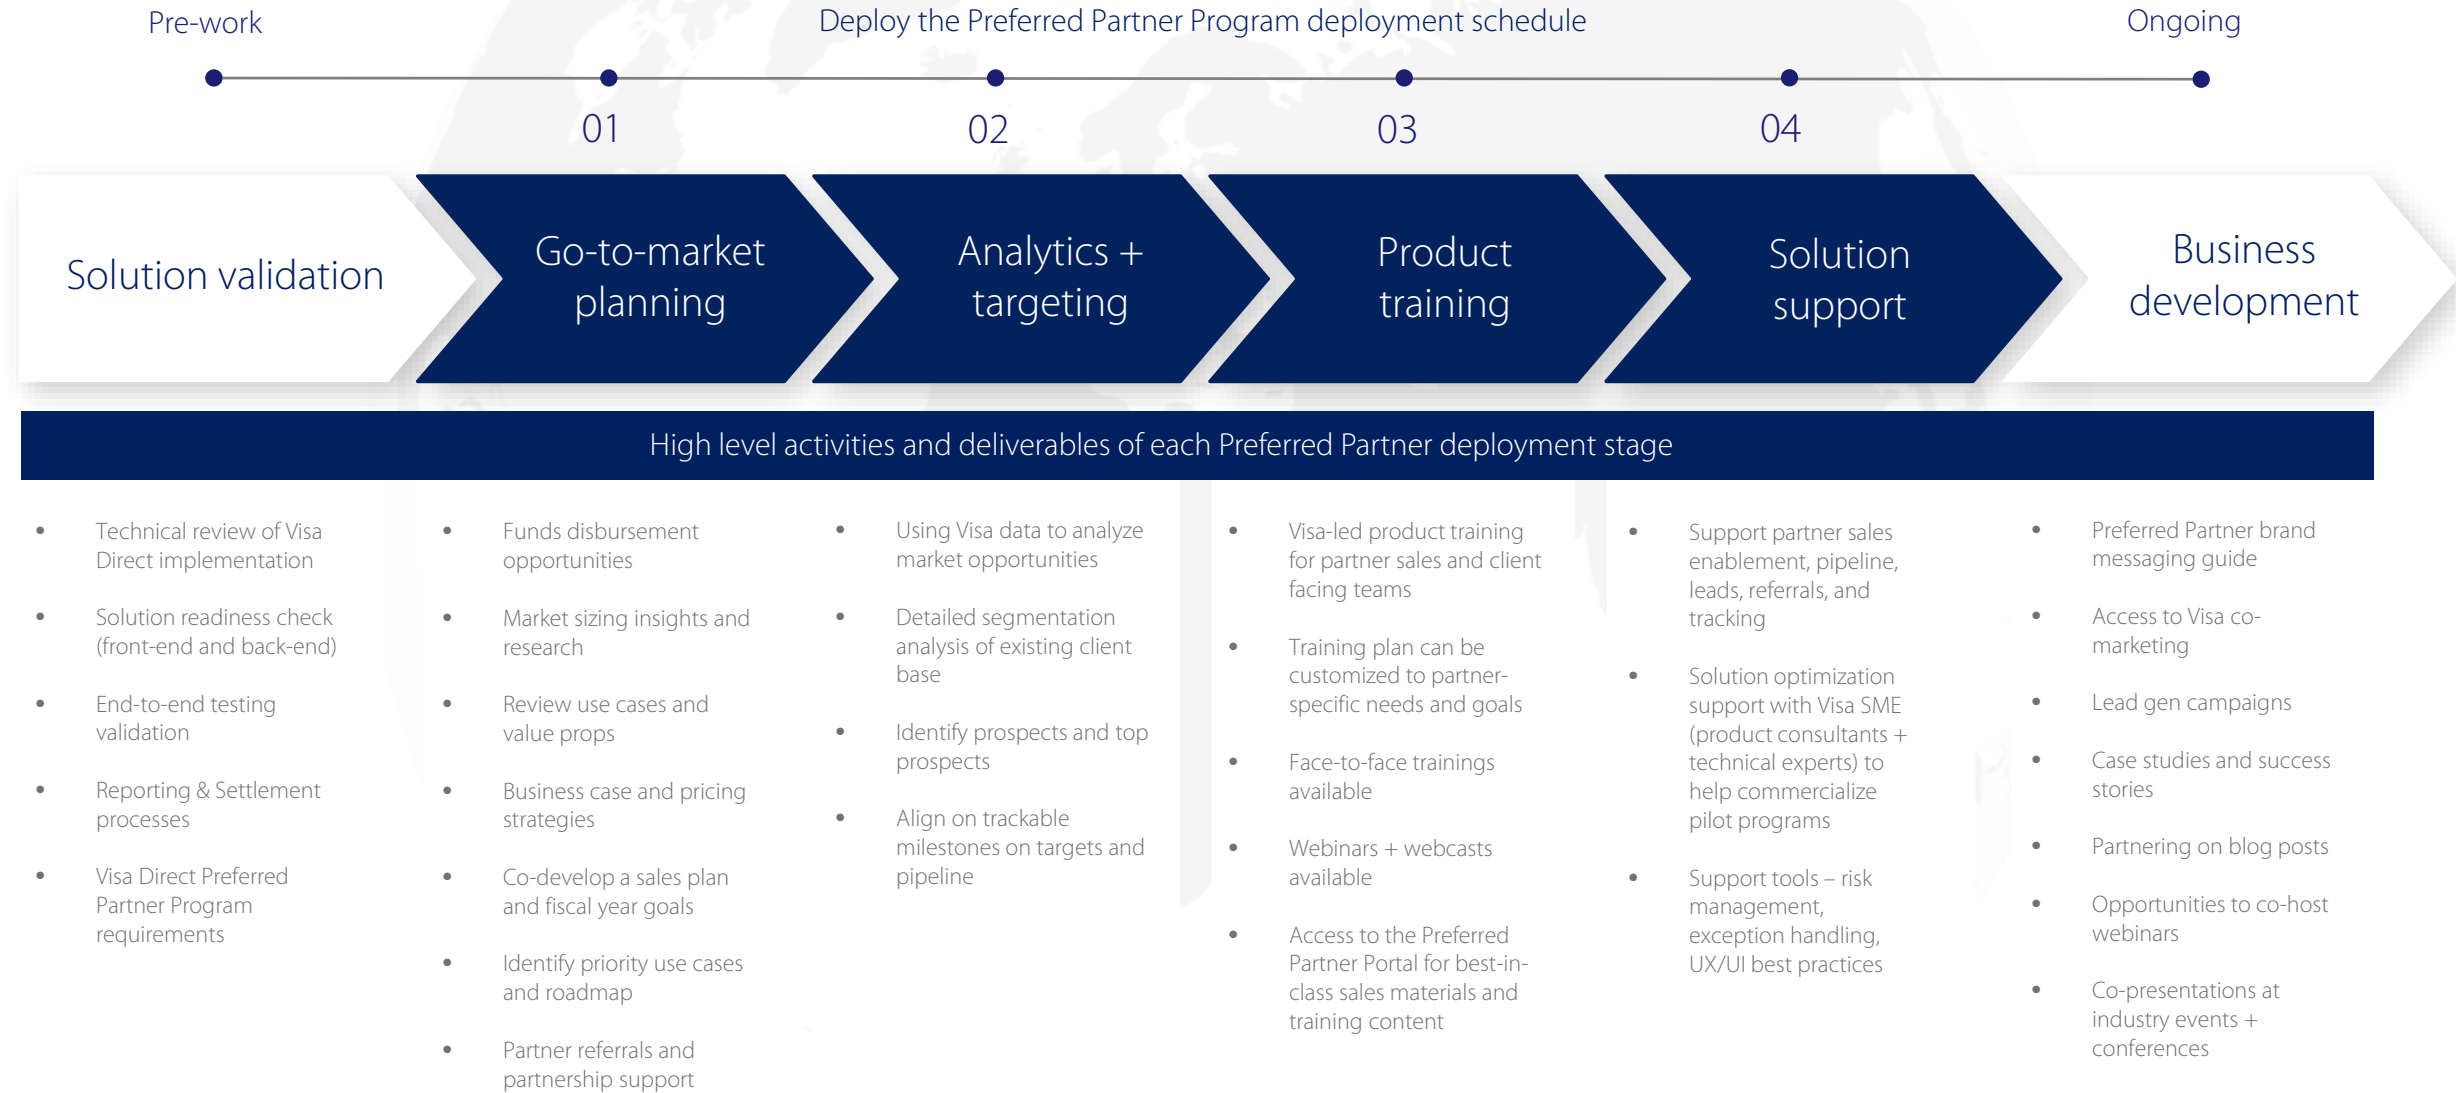 Pre-work
Deploy the Preferred Partner Program deployment schedule
Ongoing
01
02
03
04
Solution validation
Go-to-market
planning
Analytics +
targeting
Product
training
Solution
support
Business
development
High level activities and deliverables of each Preferred Partner deployment stage
• Technical review of Visa
Direct implementation
• Solution readiness check
(front-end and back-end)
• End-to-end testing
validation
• Reporting & Settlement
processes
• Visa Direct Preferred
Partner Program
requirements
• Funds disbursement
opportunities
• Market sizing insights and
research
• Review use cases and
value props
• Business case and pricing
strategies
• Co-develop a sales plan
and fiscal year goals
• Identify priority use cases
and roadmap
• Partner referrals and
partnership support
• Using Visa data to analyze
market opportunities
• Detailed segmentation
analysis of existing client
base
• Identify prospects and top
prospects
• Align on trackable
milestones on targets and
pipeline
• Visa-led product training
for partner sales and client
facing teams
• Training plan can be
customized to partner-
specific needs and goals
• Face-to-face trainings
available
• Webinars + webcasts
available
• Access to the Preferred
Partner Portal for best-in-
class sales materials and
training content
• Support partner sales
enablement, pipeline,
leads, referrals, and
tracking
• Solution optimization
support with Visa SME
(product consultants +
technical experts) to
help commercialize
pilot programs
• Support tools – risk
management,
exception handling,
UX/UI best practices
• Preferred Partner brand
messaging guide
• Access to Visa co-
marketing
• Lead gen campaigns
• Case studies and success
stories
• Partnering on blog posts
• Opportunities to co-host
webinars
• Co-presentations at
industry events +
conferences